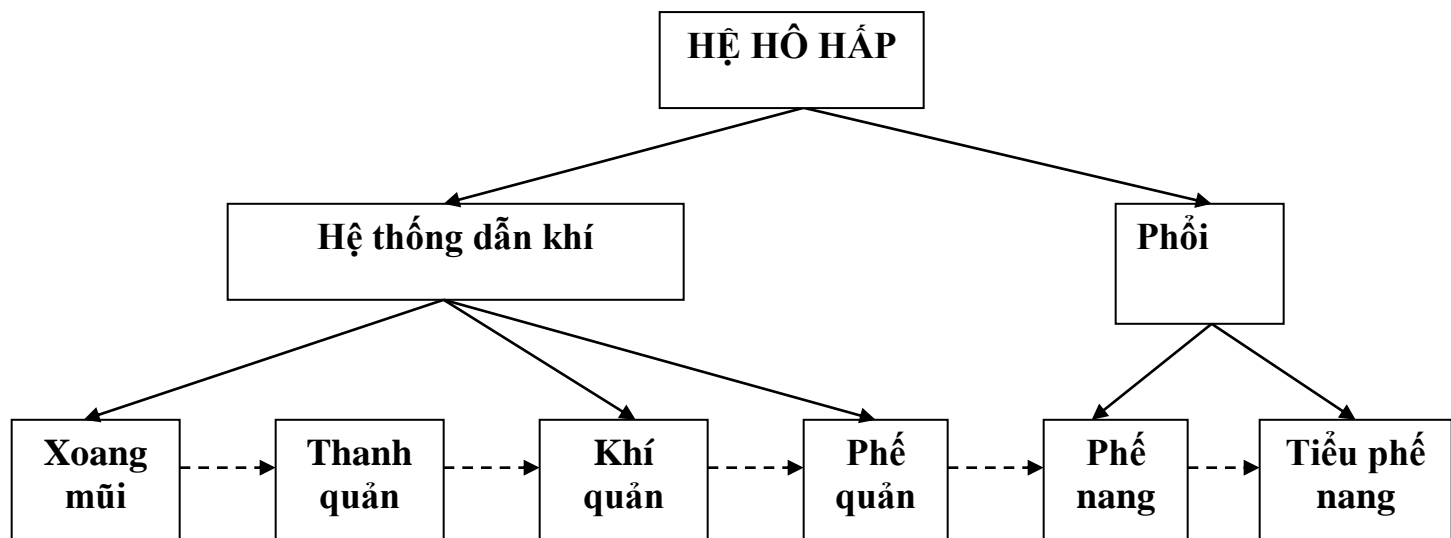 HỆ HÔ HẤP
Hệ thống dẫn khí
Phổi
Xoang
mũi
Thanh
quản
Khí
quản
Phế
quản
Phế
nang
Tiểu phế
nang